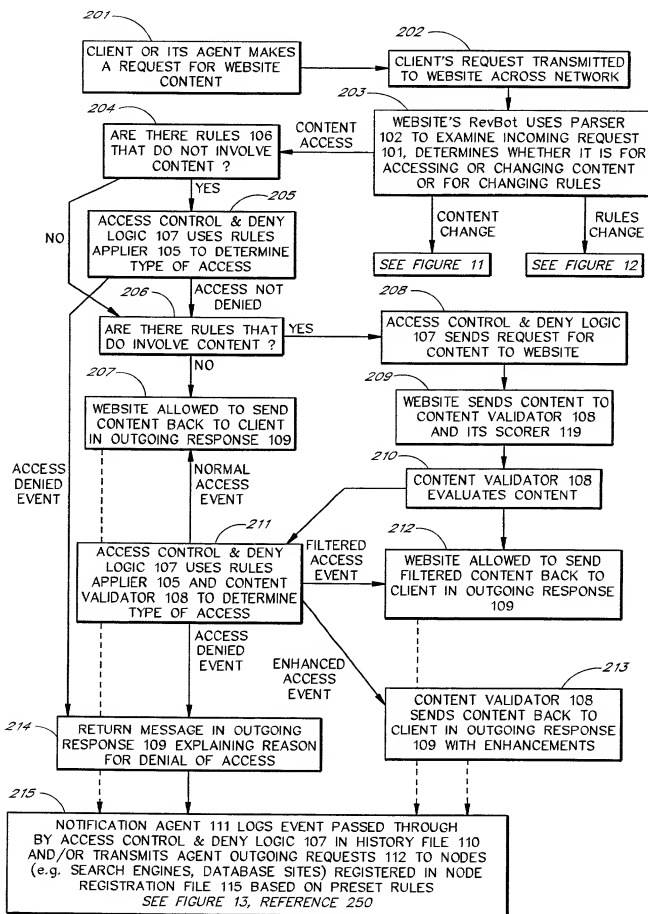 201
CLIENT OR ITS AGENT MAKES
A REQUEST FOR WEBSITE
CONTENT
202
CLIENT'S REQUEST TRANSMITTED
TO WEBSITE ACROSS NETWORK
203
WEBSITE'S RevBot USES PARSER
102 TO EXAMINE INCOMING REQUEST
101, DETERMINES WHETHER IT IS FOR
ACCESSING OR CHANGING CONTENT
OR FOR CHANGING RULES
CONTENT
ACCESS
204
ARE THERE RULES 106
THAT DO NOT INVOLVE
CONTENT ?
YES
NO
CONTENT
CHANGE
RULES
CHANGE
SEE FIGURE 11
SEE FIGURE 12
205
ACCESS CONTROL & DENY
LOGIC 107 USES RULES
APPLIER 105 TO DETERMINE
TYPE OF ACCESS
ACCESS NOT
DENIED
206
ARE THERE RULES THAT
DO INVOLVE CONTENT ?
YES
NO
208
ACCESS CONTROL & DENY LOGIC
107 SENDS REQUEST FOR
CONTENT TO WEBSITE
207
WEBSITE ALLOWED TO SEND
CONTENT BACK TO CLIENT
IN OUTGOING RESPONSE 109
209
WEBSITE SENDS CONTENT TO
CONTENT VALIDATOR 108
AND ITS SCORER 119
ACCESS
DENIED
EVENT
NORMAL
ACCESS
EVENT
210
CONTENT VALIDATOR 108
EVALUATES CONTENT
211
ACCESS CONTROL & DENY
LOGIC 107 USES RULES
APPLIER 105 AND CONTENT
VALIDATOR 108 TO DETERMINE
TYPE OF ACCESS
FILTERED
ACCESS
EVENT
212
WEBSITE ALLOWED TO SEND
FILTERED CONTENT BACK TO
CLIENT IN OUTGOING RESPONSE
109
ACCESS
DENIED
EVENT
ENHANCED
ACCESS
EVENT
213
CONTENT VALIDATOR 108
SENDS CONTENT BACK TO
CLIENT IN OUTGOING RESPONSE
109 WITH ENHANCEMENTS
214
RETURN MESSAGE IN OUTGOING
RESPONSE 109 EXPLAINING REASON
FOR DENIAL OF ACCESS
215
NOTIFICATION AGENT 111 LOGS EVENT PASSED THROUGH
BY ACCESS CONTROL & DENY LOGIC 107 IN HISTORY FILE 110
AND/OR TRANSMITS AGENT OUTGOING REQUESTS 112 TO NODES
(e.g. SEARCH ENGINES, DATABASE SITES) REGISTERED IN NODE
REGISTRATION FILE 115 BASED ON PRESET RULES
SEE FIGURE 13, REFERENCE 250